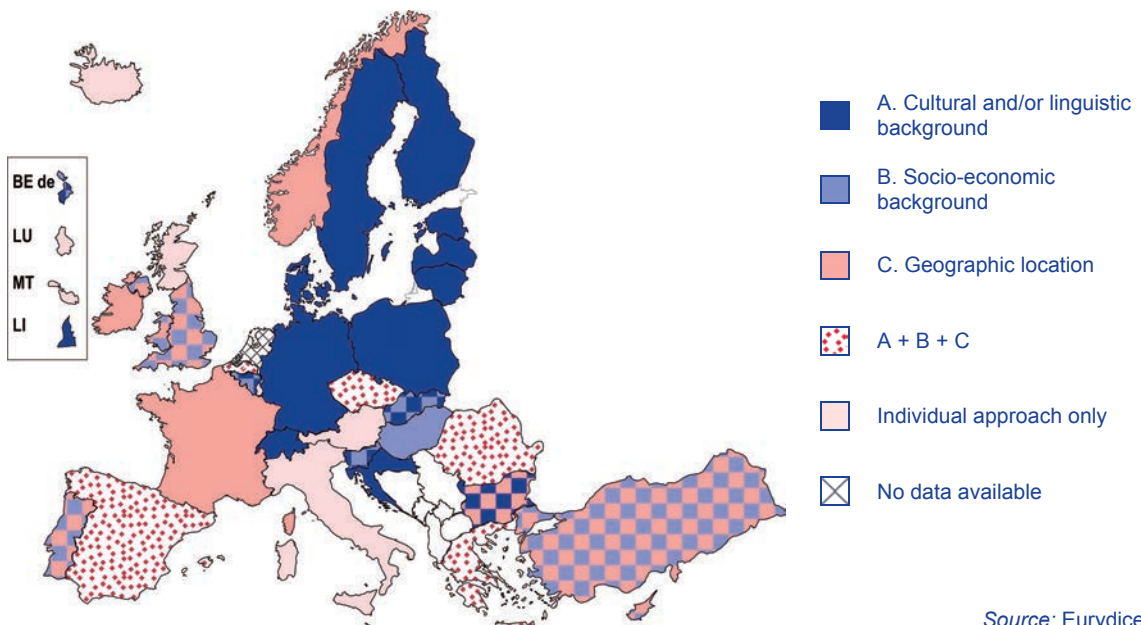 BE de
LU
MT
LI
A. Cultural and/or linguistic
background
B. Socio-economic
background
C. Geographic location
A + B + C
Individual approach only
No data available
Source: Eurydice